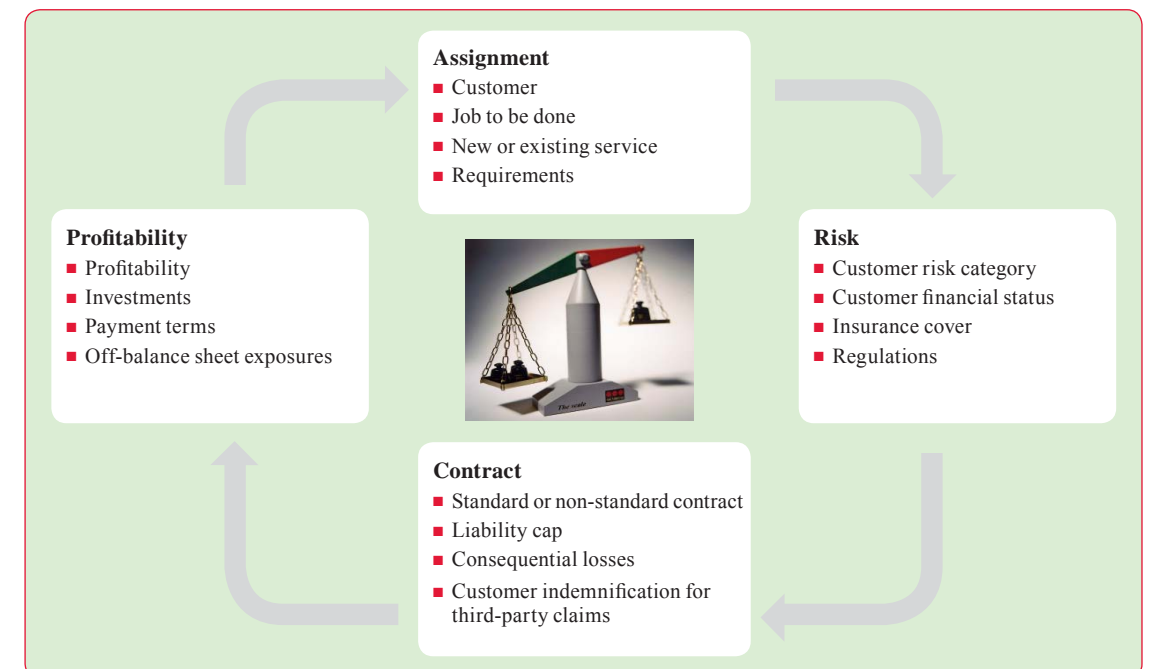 Assignment
Customer
Job to be done
New or existing service
Requirements
Profitability
Profitability
Investments
Payment terms
Off-balance sheet exposures
Risk
Customer risk category
Customer financial status
Insurance cover
Regulations
The scale
Contract
Standard or non-standard contract
Liability cap
Consequential losses
Customer indemnification for
third-party claims